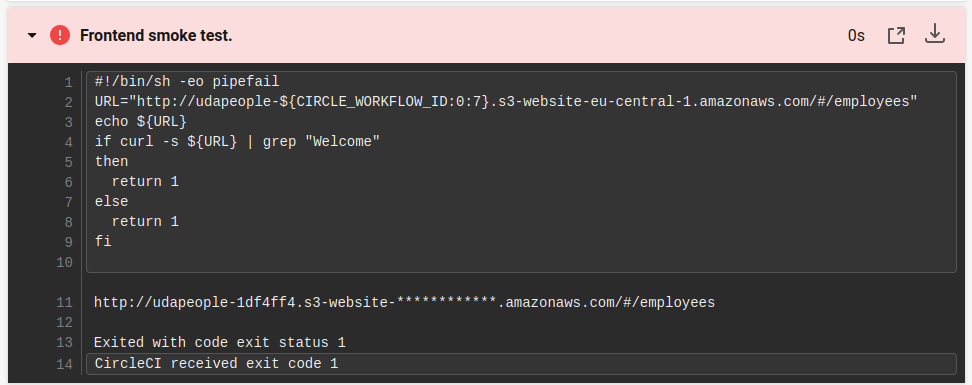 Frontend smoke test.
0s
1 #!/bin/sh -eo pipefail
2 URL="http://udapeople-${CIRCLE_WORKFLOW_ID:0:7}.s3-website-eu-central-1.amazonaws.com/#/employees"
3 echo ${URL}
4 if curl -s ${URL} | grep "Welcome"
5 then
6   return 1
7 else
8   return 1
9 fi
10
11 http://udapeople-1df4ff4.s3-website-************.amazonaws.com/#/employees
12
13 Exited with code exit status 1
14 CircleCI received exit code 1